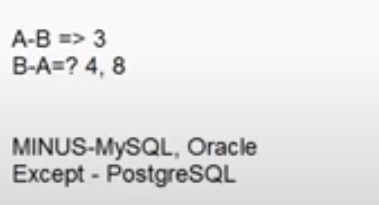 A-B => 3
B-A=? 4, 8
MINUS-MySQL, Oracle
Except - PostgreSQL